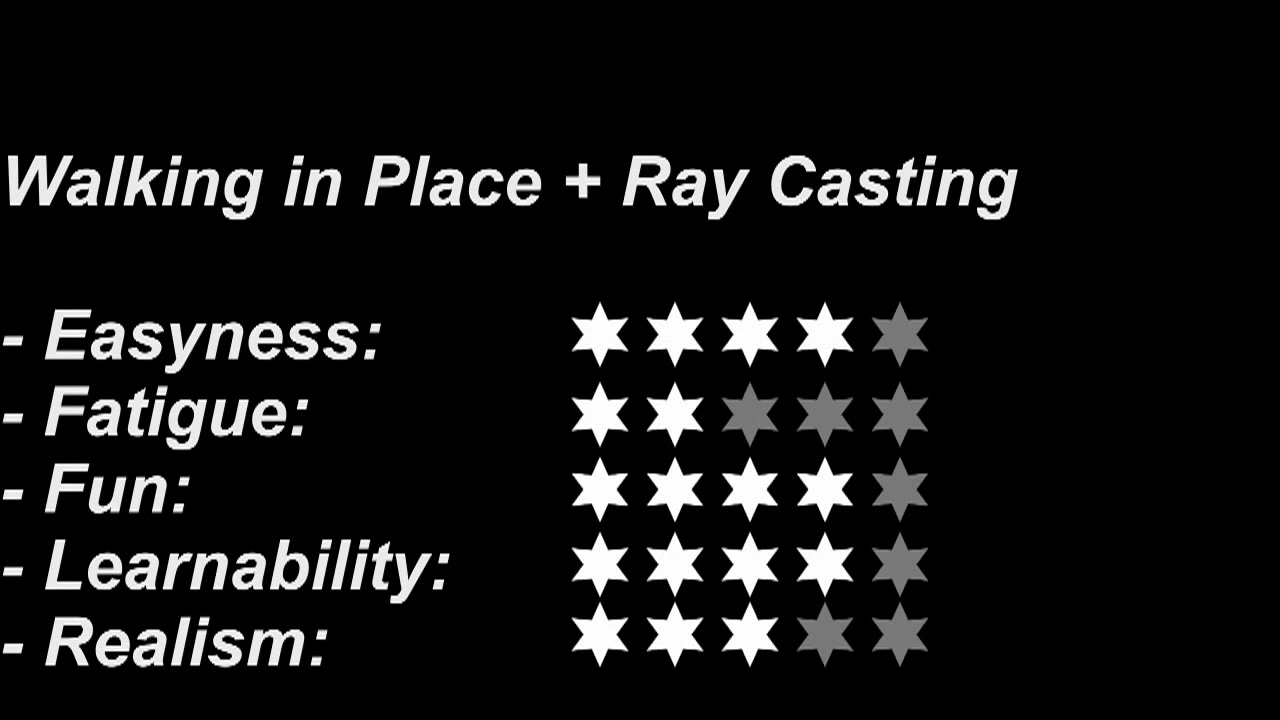 Walking in Place + Ray Casting
- Easyness:
- Fatigue:
- Fun:
- Learnability:
- Realism: